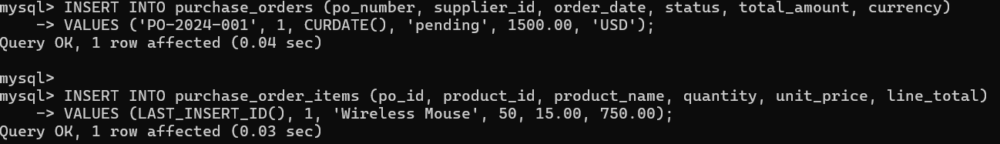 mysql> INSERT INTO purchase_orders (po_number, supplier_id, order_date, status, total_amount, currency)
    -> VALUES ('PO-2024-001', 1, CURDATE(), 'pending', 1500.00, 'USD');
Query OK, 1 row affected (0.04 sec)

mysql>
mysql> INSERT INTO purchase_order_items (po_id, product_id, product_name, quantity, unit_price, line_total)
    -> VALUES (LAST_INSERT_ID(), 1, 'Wireless Mouse', 50, 15.00, 750.00);
Query OK, 1 row affected (0.03 sec)